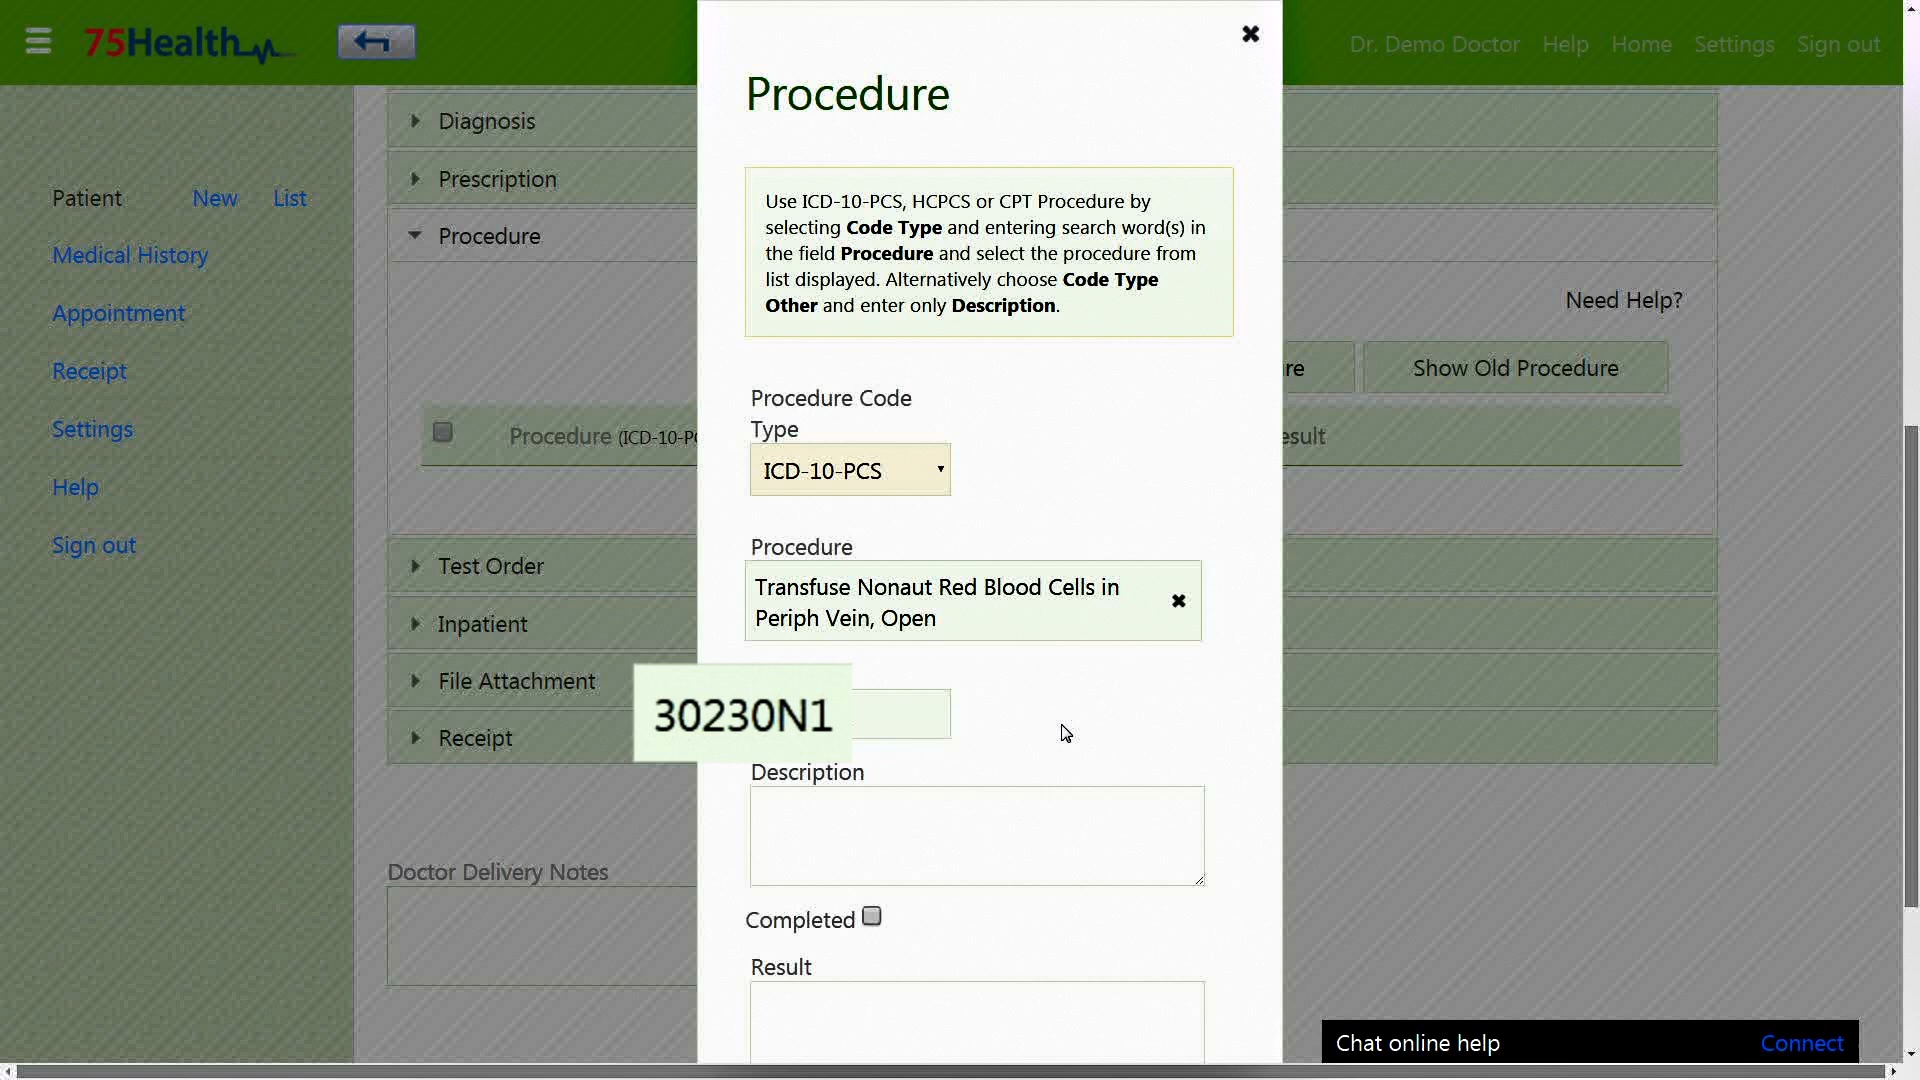 75Health
Dr. Demo Doctor Help Home Settings Sign out
Patient New List
Medical History
Appointment
Receipt
Settings
Help
Sign out
Diagnosis
Prescription
Procedure
Need Help?
Show Old Procedure
Procedure (ICD-10-P
Test Order
Inpatient
File Attachment
Receipt
Doctor Delivery Notes
Procedure
Use ICD-10-PCS, HCPCS or CPT Procedure by
selecting Code Type and entering search word(s) in
the field Procedure and select the procedure from
list displayed. Alternatively choose Code Type
Other and enter only Description.
Procedure Code
Type
ICD-10-PCS
Procedure
Transfuse Nonaut Red Blood Cells in
Periph Vein, Open
30230N1
Description
Completed
Result
Chat online help Connect